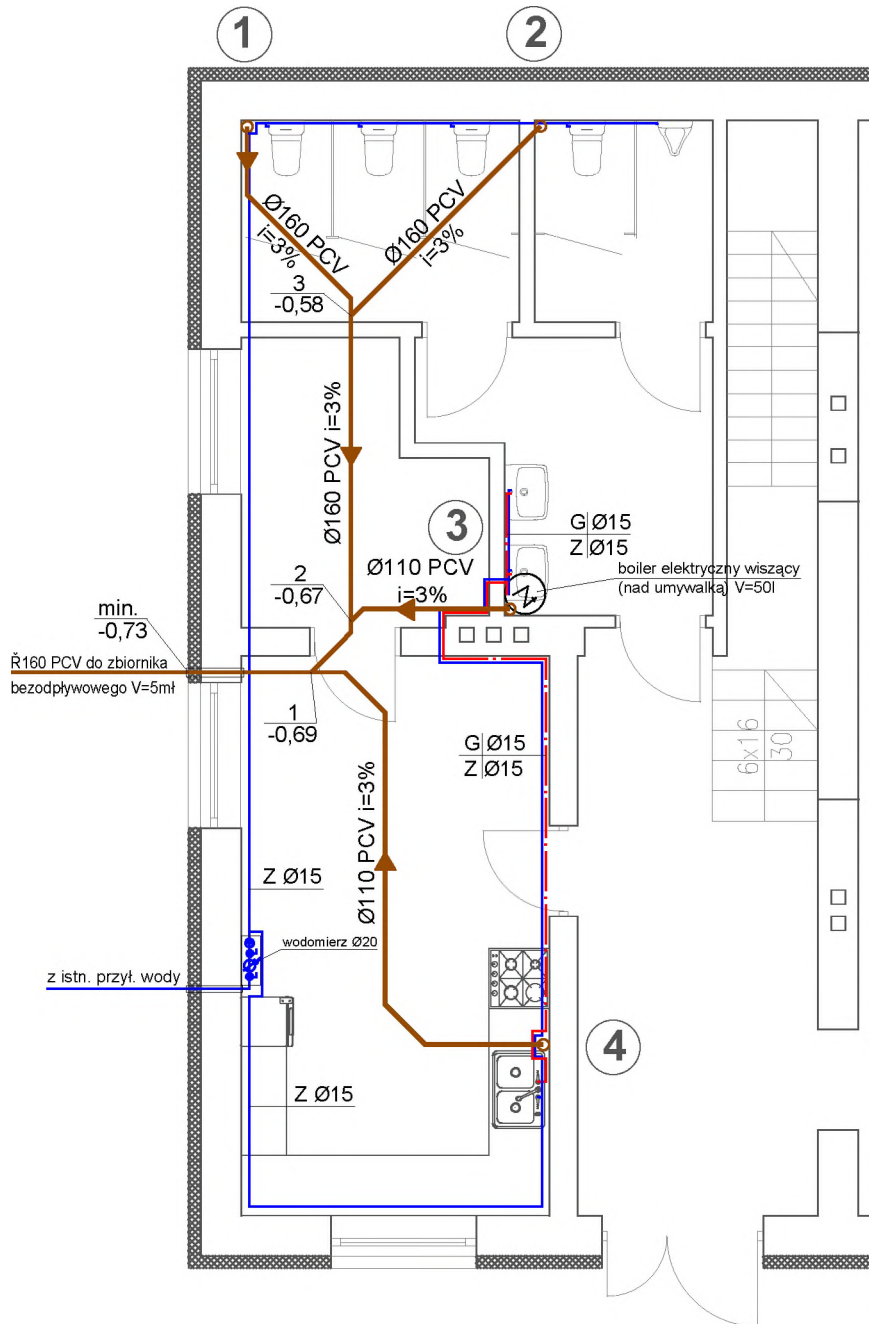 1
2
Ø160 PCV
i=3%
Ø160 PCV
i=3%
3
-0,58
Ø160 PCV i=3%
3
G Ø15
Z Ø15
Ø110 PCV
i=3%
boiler elektryczny wiszący
(nad umywalką) V=50l
2
-0,67
min.
-0,73
Ř160 PCV do zbiornika
bezodpływowego V=5mł
1
-0,69
G Ø15
Z Ø15
6x16
30
Ø110 PCV i=3%
Z Ø15
wodomierz Ø20
z istn. przył. wody
4
Z Ø15